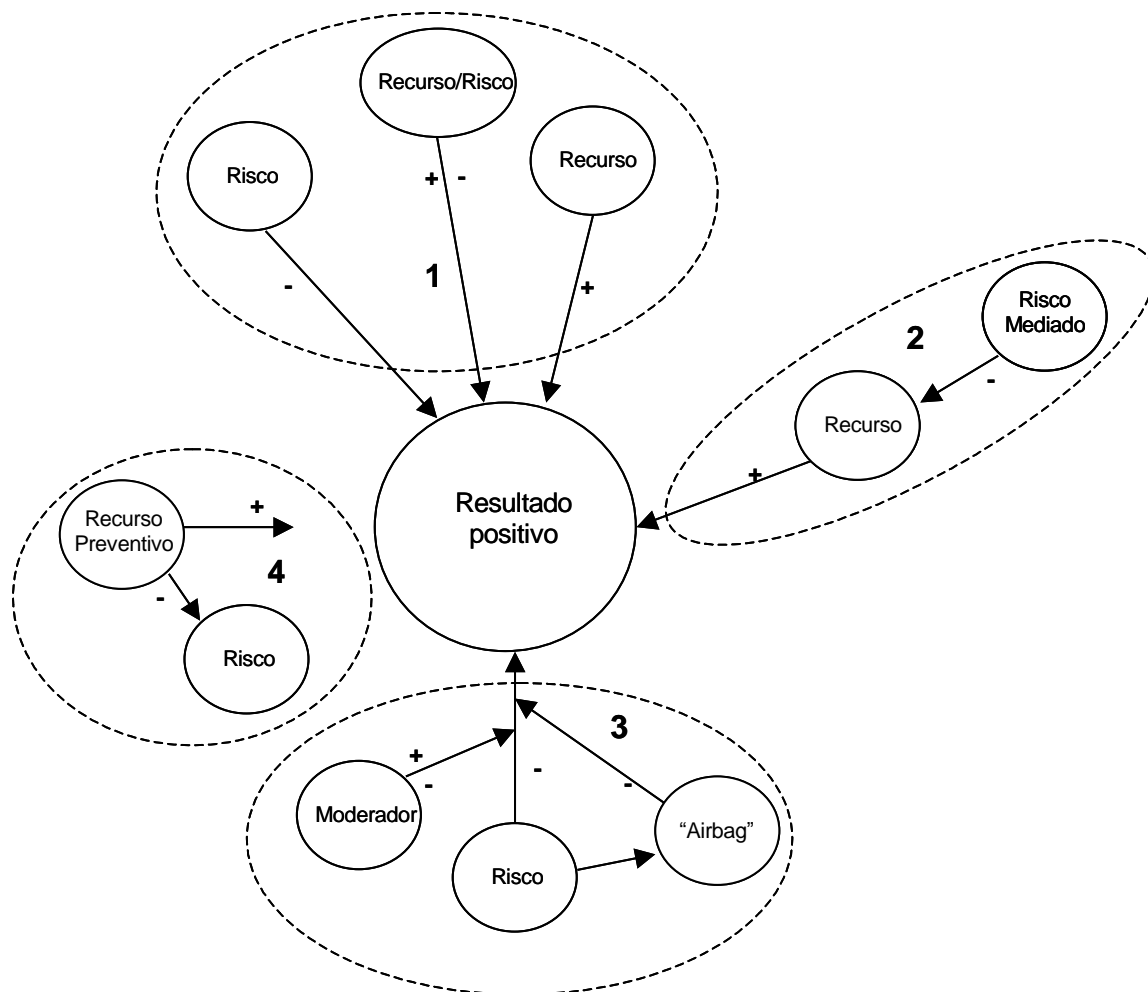 Recurso/Risco
Risco
Recurso
+ -
-
1
+
Risco
Mediado
2
-
Recurso
+
Resultado
positivo
Recurso
Preventivo
+
4
-
Risco
3
+
-
-
-
Moderador
“Airbag”
Risco